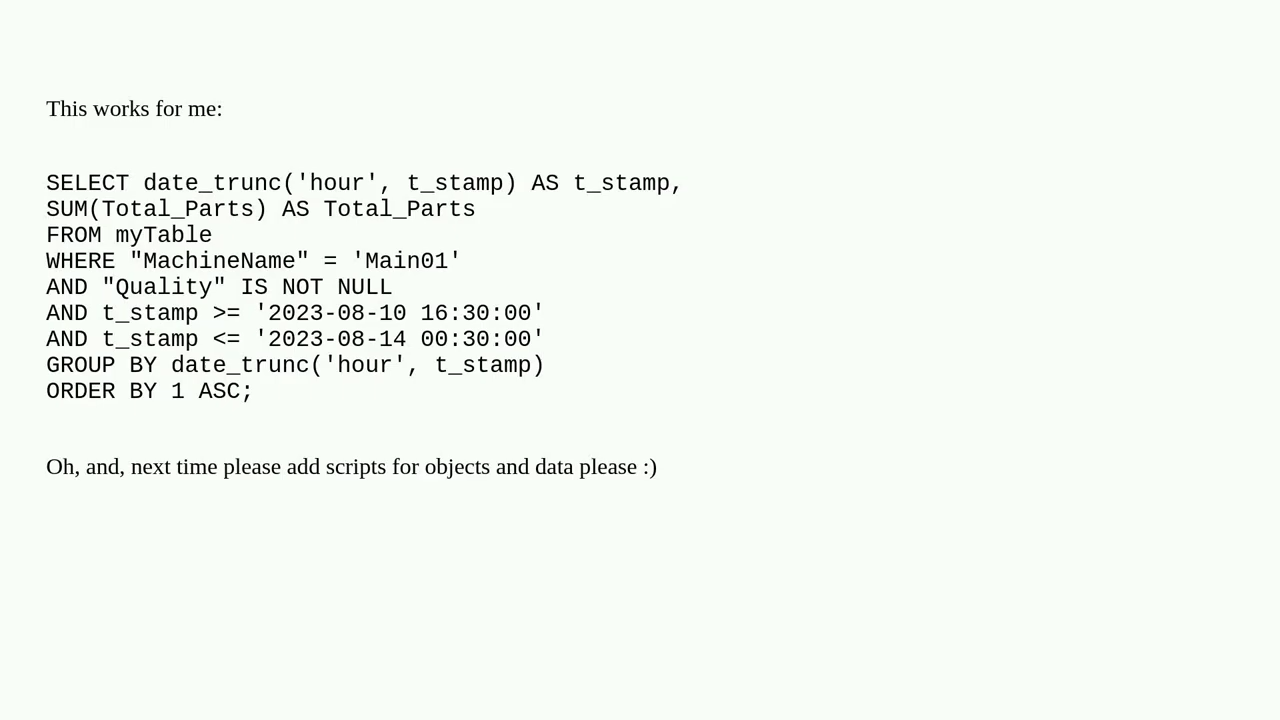 This works for me:
SELECT date_trunc('hour', t_stamp) AS t_stamp,
SUM(Total_Parts) AS Total_Parts
FROM myTable
WHERE "MachineName" = 'Main01'
AND "Quality" IS NOT NULL
AND t_stamp >= '2023-08-10 16:30:00'
AND t_stamp <= '2023-08-14 00:30:00'
GROUP BY date_trunc('hour', t_stamp)
ORDER BY 1 ASC;
Oh, and, next time please add scripts for objects and data please :)